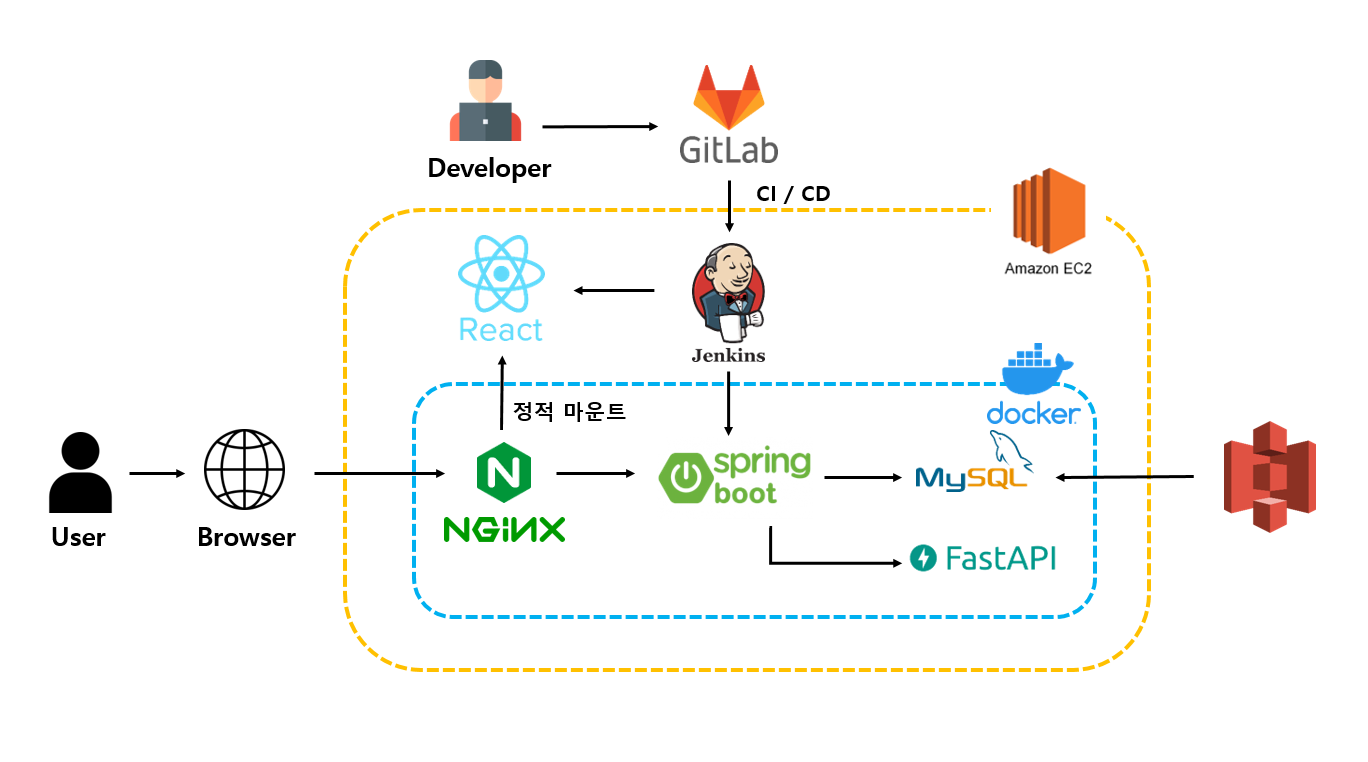 GitLab
Developer
CI / CD
Amazon EC2
React
Jenkins
docker
정적 마운트
spring
boot
MySQL
NGINX
User
Browser
FastAPI